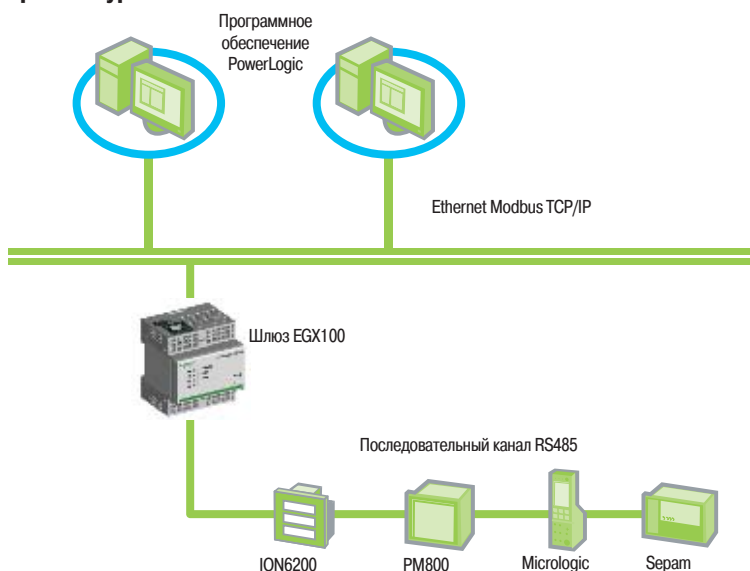 Программное
обеспечение
PowerLogic
Ethernet Modbus TCP/IP
Шлюз EGX100
Последовательный канал RS485
ION6200
PM800
Micrologic
Sepam